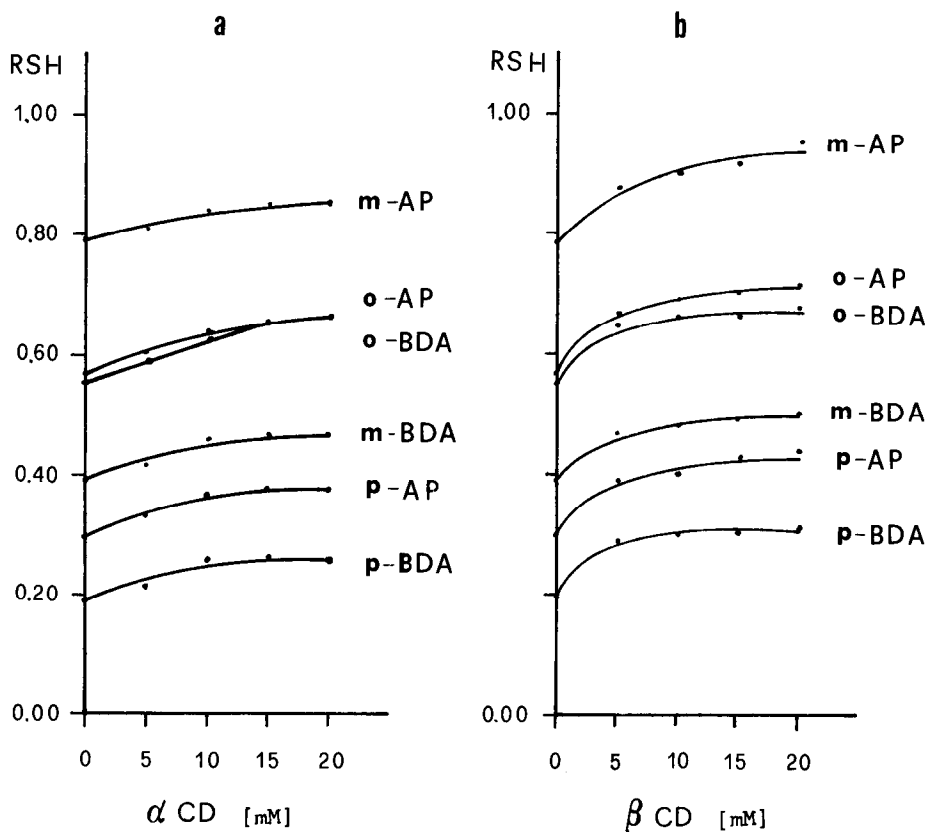 a
RSH
1.00
0.80
0.60
0.40
0.20
0.00
m-AP
o-AP
o-BDA
m-BDA
p-AP
p-BDA
0 5 10 15 20
α CD [mM]
b
RSH
1.00
0.00
m-AP
o-AP
o-BDA
m-BDA
p-AP
p-BDA
0 5 10 15 20
β CD [mM]